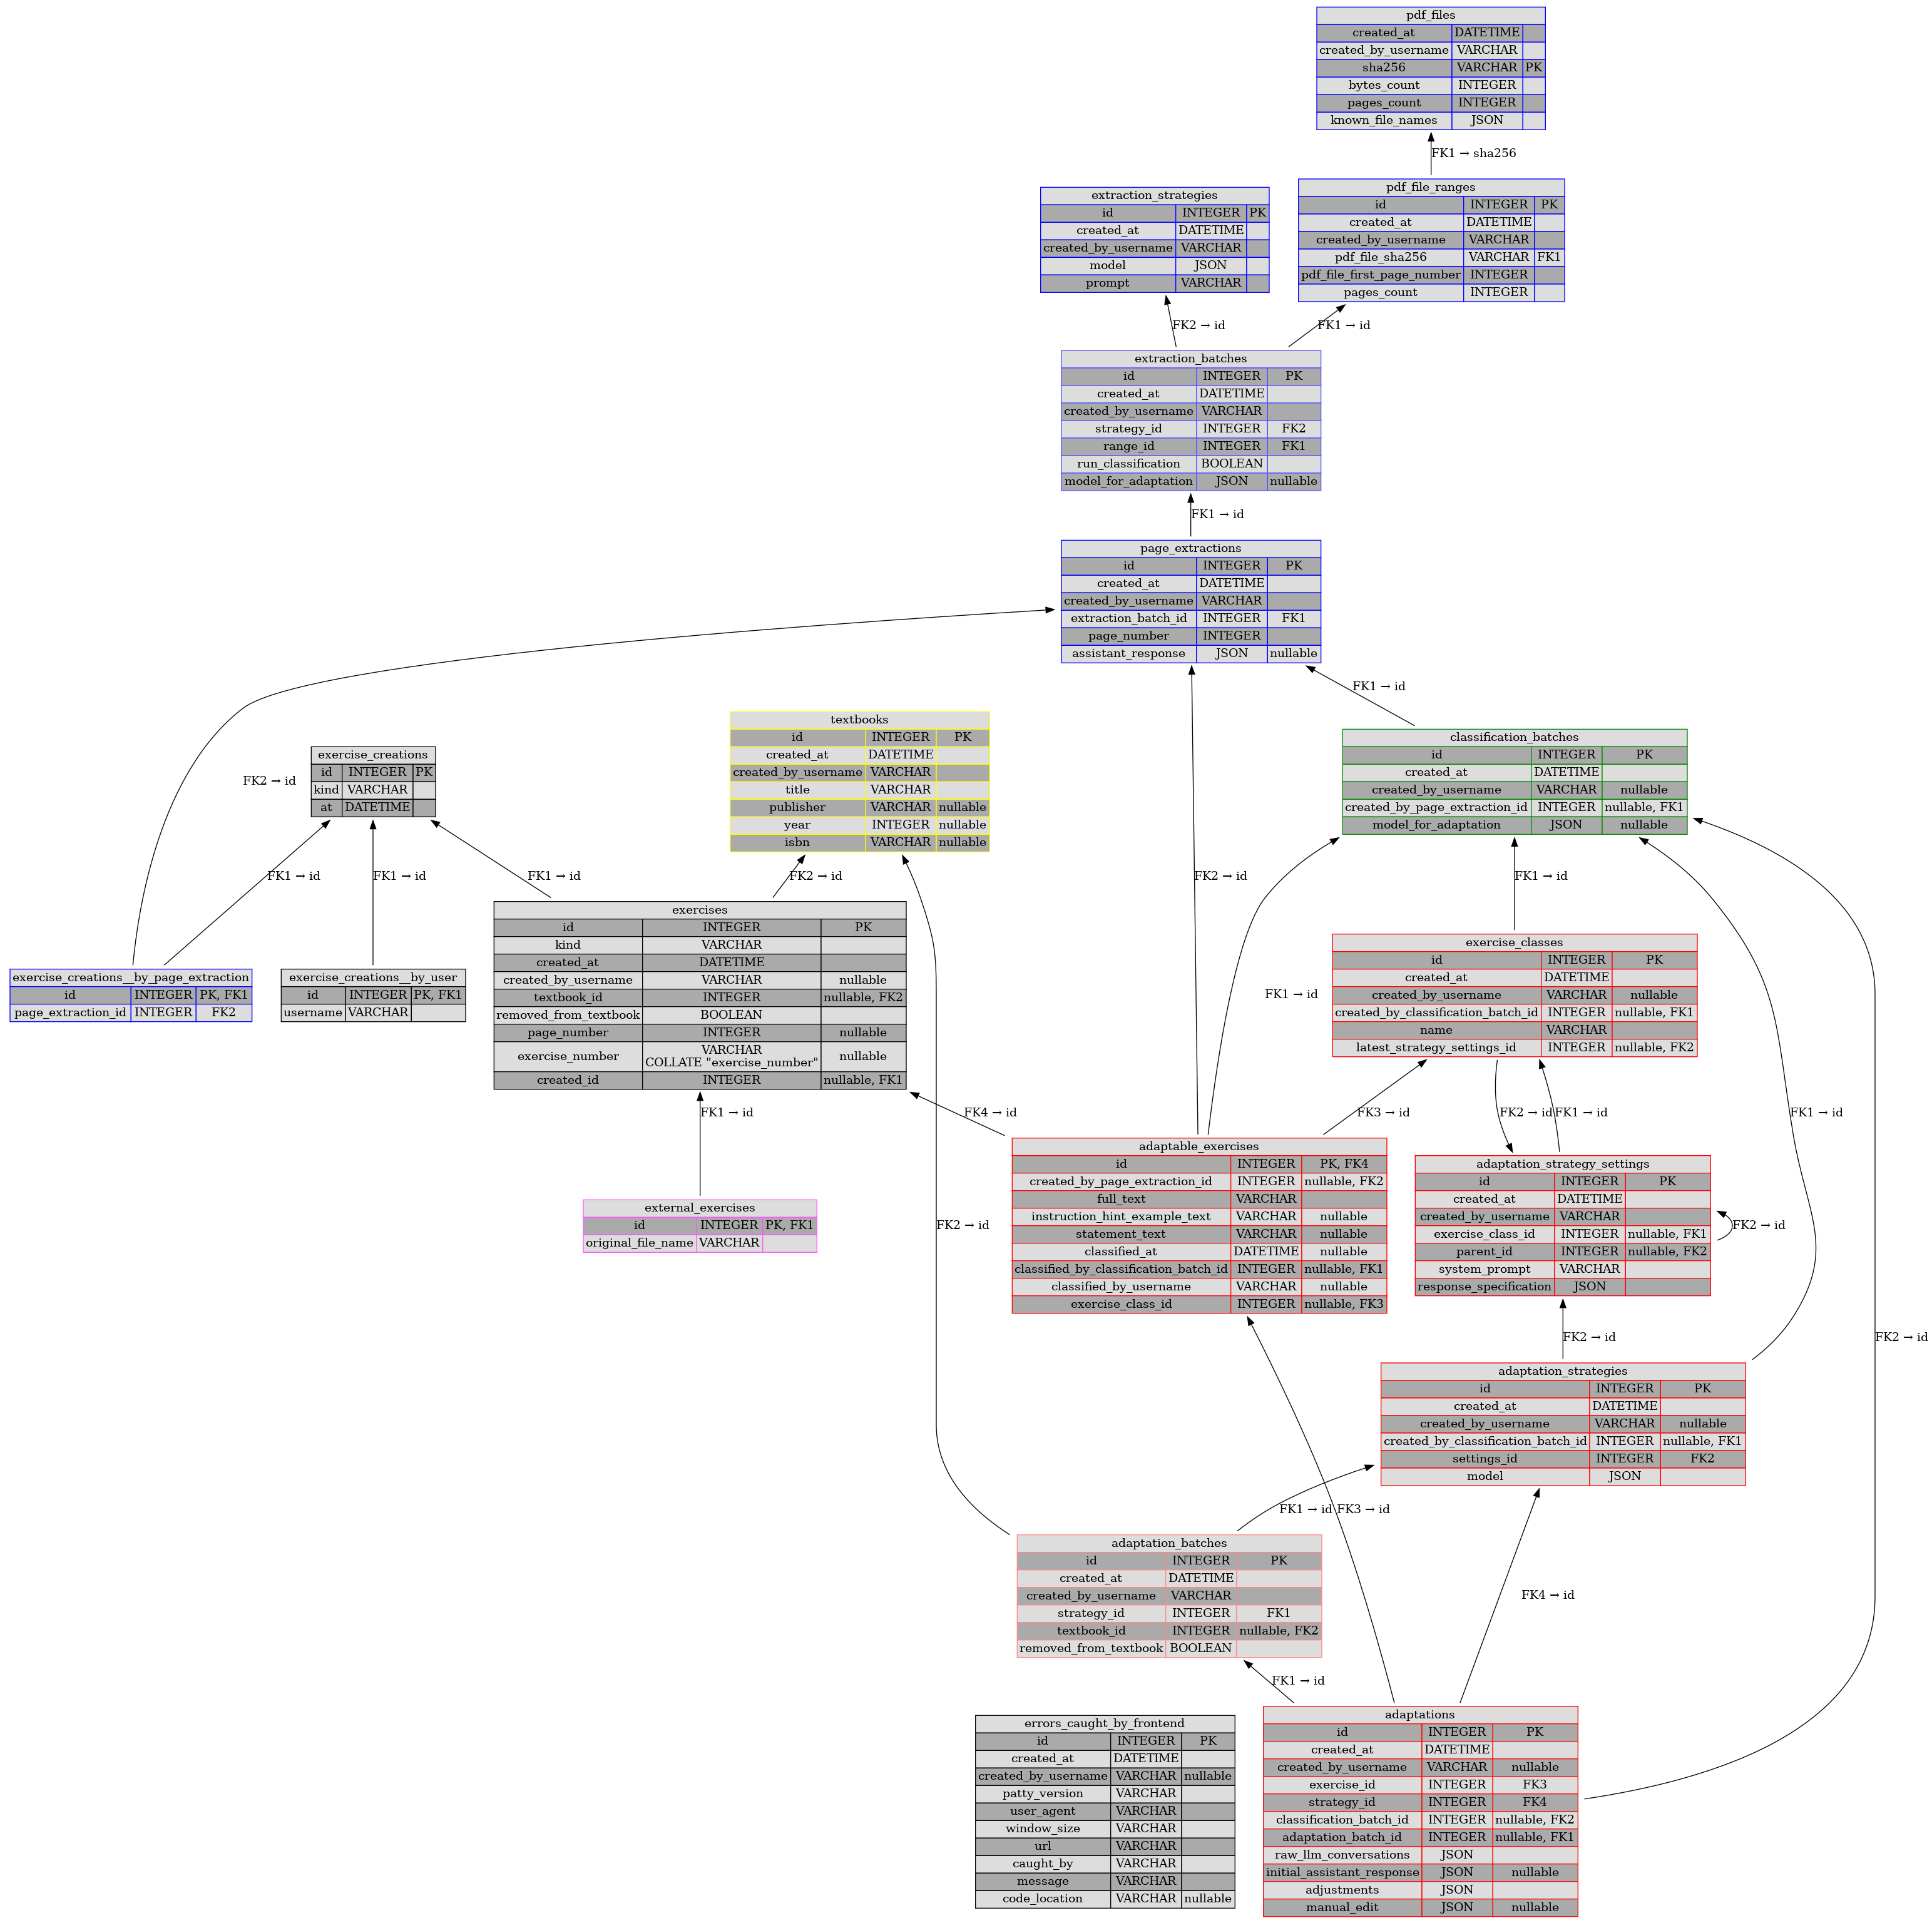 pdf_files
created_at DATETIME
created_by_username VARCHAR
sha256 VARCHAR PK
bytes_count INTEGER
pages_count INTEGER
known_file_names JSON
FK1 → sha256
extraction_strategies
id INTEGER PK
created_at DATETIME
created_by_username VARCHAR
model JSON
prompt VARCHAR
pdf_file_ranges
id INTEGER PK
created_at DATETIME
created_by_username VARCHAR
pdf_file_sha256 VARCHAR FK1
pdf_file_first_page_number INTEGER
pages_count INTEGER
FK2 → id
FK1 → id
extraction_batches
id INTEGER PK
created_at DATETIME
created_by_username VARCHAR
strategy_id INTEGER FK2
range_id INTEGER FK1
run_classification BOOLEAN
model_for_adaptation JSON nullable
FK1 → id
page_extractions
id INTEGER PK
created_at DATETIME
created_by_username VARCHAR
extraction_batch_id INTEGER FK1
page_number INTEGER
assistant_response JSON nullable
FK1 → id
FK2 → id
exercise_creations
id INTEGER PK
kind VARCHAR
at DATETIME
textbooks
id INTEGER PK
created_at DATETIME
created_by_username VARCHAR
title VARCHAR
publisher VARCHAR nullable
year INTEGER nullable
isbn VARCHAR nullable
classification_batches
id INTEGER PK
created_at DATETIME
created_by_username VARCHAR nullable
created_by_page_extraction_id INTEGER nullable, FK1
model_for_adaptation JSON nullable
FK1 → id
FK1 → id
FK1 → id
FK2 → id
FK2 → id
FK1 → id
exercise_creations__by_page_extraction
id INTEGER PK, FK1
page_extraction_id INTEGER FK2
exercise_creations__by_user
id INTEGER PK, FK1
username VARCHAR
exercises
id INTEGER PK
kind VARCHAR
created_at DATETIME
created_by_username VARCHAR nullable
textbook_id INTEGER nullable, FK2
removed_from_textbook BOOLEAN
page_number INTEGER nullable
exercise_number VARCHAR nullable
COLLATE "exercise_number"
created_id INTEGER nullable, FK1
FK1 → id
exercise_classes
id INTEGER PK
created_at DATETIME
created_by_username VARCHAR nullable
created_by_classification_batch_id INTEGER nullable, FK1
name VARCHAR
latest_strategy_settings_id INTEGER nullable, FK2
FK1 → id
FK4 → id
FK3 → id
FK2 → id
FK1 → id
FK1 → id
external_exercises
id INTEGER PK, FK1
original_file_name VARCHAR
FK2 → id
adaptable_exercises
id INTEGER PK, FK4
created_by_page_extraction_id INTEGER nullable, FK2
full_text VARCHAR
instruction_hint_example_text VARCHAR nullable
statement_text VARCHAR nullable
classified_at DATETIME nullable
classified_by_classification_batch_id INTEGER nullable, FK1
classified_by_username VARCHAR nullable
exercise_class_id INTEGER nullable, FK3
adaptation_strategy_settings
id INTEGER PK
created_at DATETIME
created_by_username VARCHAR
exercise_class_id INTEGER nullable, FK1
parent_id INTEGER nullable, FK2
system_prompt VARCHAR
response_specification JSON
FK2 → id
FK2 → id
FK2 → id
adaptation_strategies
id INTEGER PK
created_at DATETIME
created_by_username VARCHAR nullable
created_by_classification_batch_id INTEGER nullable, FK1
settings_id INTEGER FK2
model JSON
FK1 → id
FK3 → id
adaptation_batches
id INTEGER PK
created_at DATETIME
created_by_username VARCHAR
strategy_id INTEGER FK1
textbook_id INTEGER nullable, FK2
removed_from_textbook BOOLEAN
FK4 → id
FK1 → id
errors_caught_by_frontend
id INTEGER PK
created_at DATETIME
created_by_username VARCHAR nullable
patty_version VARCHAR
user_agent VARCHAR
window_size VARCHAR
url VARCHAR
caught_by VARCHAR
message VARCHAR
code_location VARCHAR nullable
adaptations
id INTEGER PK
created_at DATETIME
created_by_username VARCHAR nullable
exercise_id INTEGER FK3
strategy_id INTEGER FK4
classification_batch_id INTEGER nullable, FK2
adaptation_batch_id INTEGER nullable, FK1
raw_llm_conversations JSON
initial_assistant_response JSON nullable
adjustments JSON
manual_edit JSON nullable